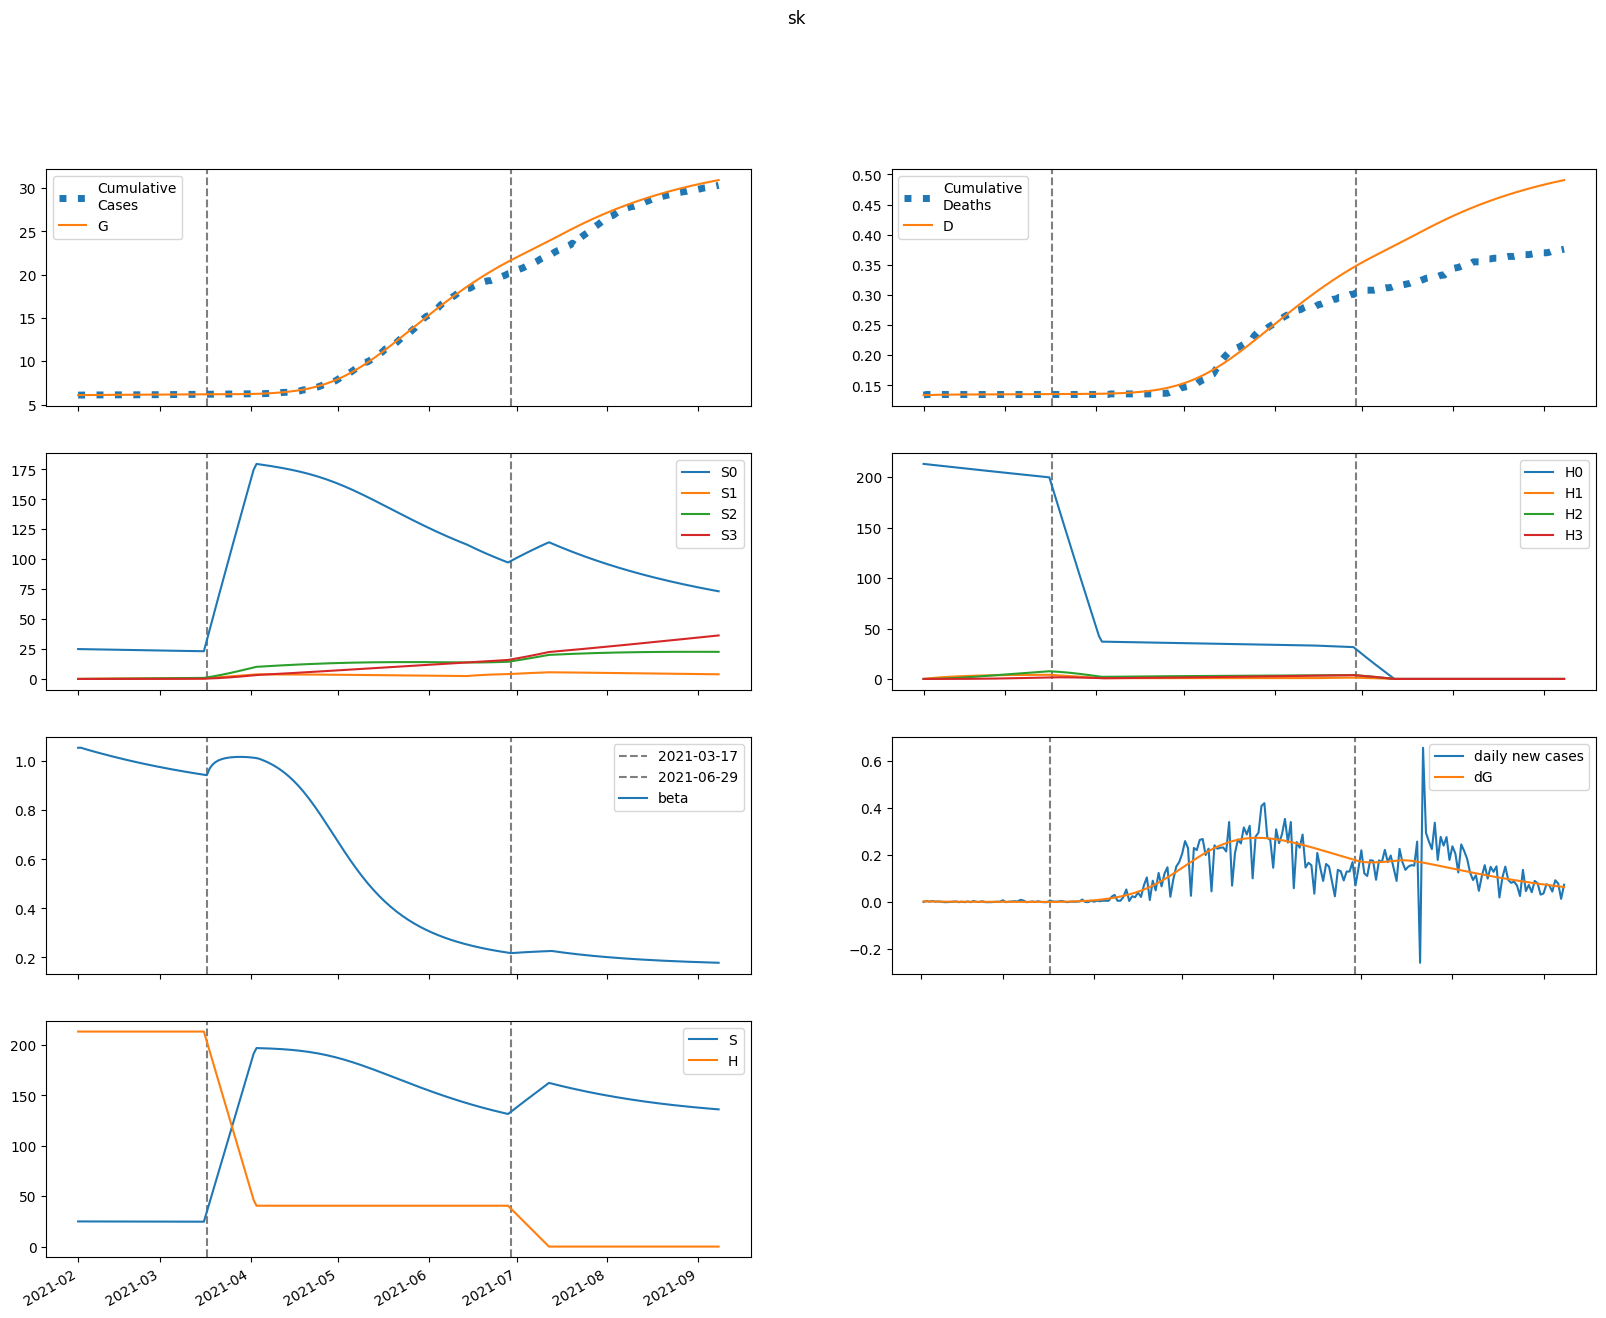 sk
30
25
20
15
10
5
Cumulative
Cases
G
0.50
0.45
0.40
0.35
0.30
0.25
0.20
0.15
Cumulative
Deaths
D
175
150
125
100
75
50
25
0
S0
S1
S2
S3
200
150
100
50
0
H0
H1
H2
H3
1.0
0.8
0.6
0.4
0.2
2021-03-17
2021-06-29
beta
0.6
0.4
0.2
0.0
−0.2
daily new cases
dG
200
150
100
50
0
S
H
2021-02
2021-03
2021-04
2021-05
2021-06
2021-07
2021-08
2021-09